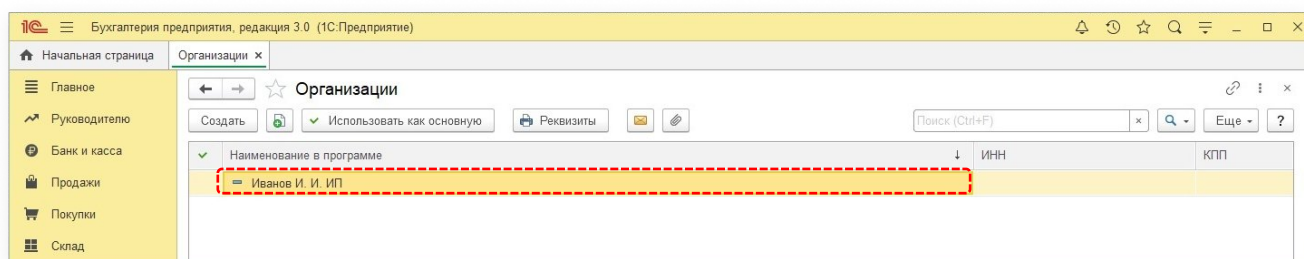 1С Бухгалтерия предприятия, редакция 3.0 (1С:Предприятие)
Начальная страница Организации ×
Главное
Руководителю
Банк и касса
Продажи
Покупки
Склад
Организации
Создать Использовать как основную Реквизиты Поиск (Ctrl+F) × Еще ?
Наименование в программе ↓ ИНН КПП
Иванов И. И. ИП